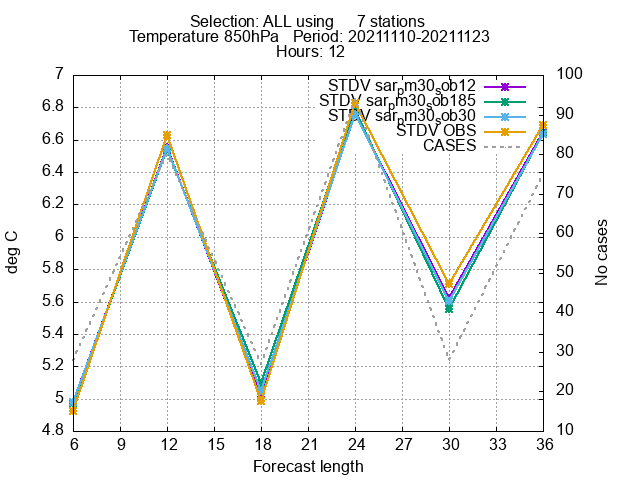 Selection: ALL using 7 stations
Temperature 850hPa Period: 20211110-20211123
Hours: 12
STDV sar_pm30_sob12
STDV sar_pm30_sob185
STDV sar_pm30_sob30
STDV OBS
CASES
7
6.8
6.6
6.4
6.2
6
5.8
5.6
5.4
5.2
5
4.8
deg C
100
90
80
70
60
50
40
30
20
10
No cases
6 9 12 15 18 21 24 27 30 33 36
Forecast length